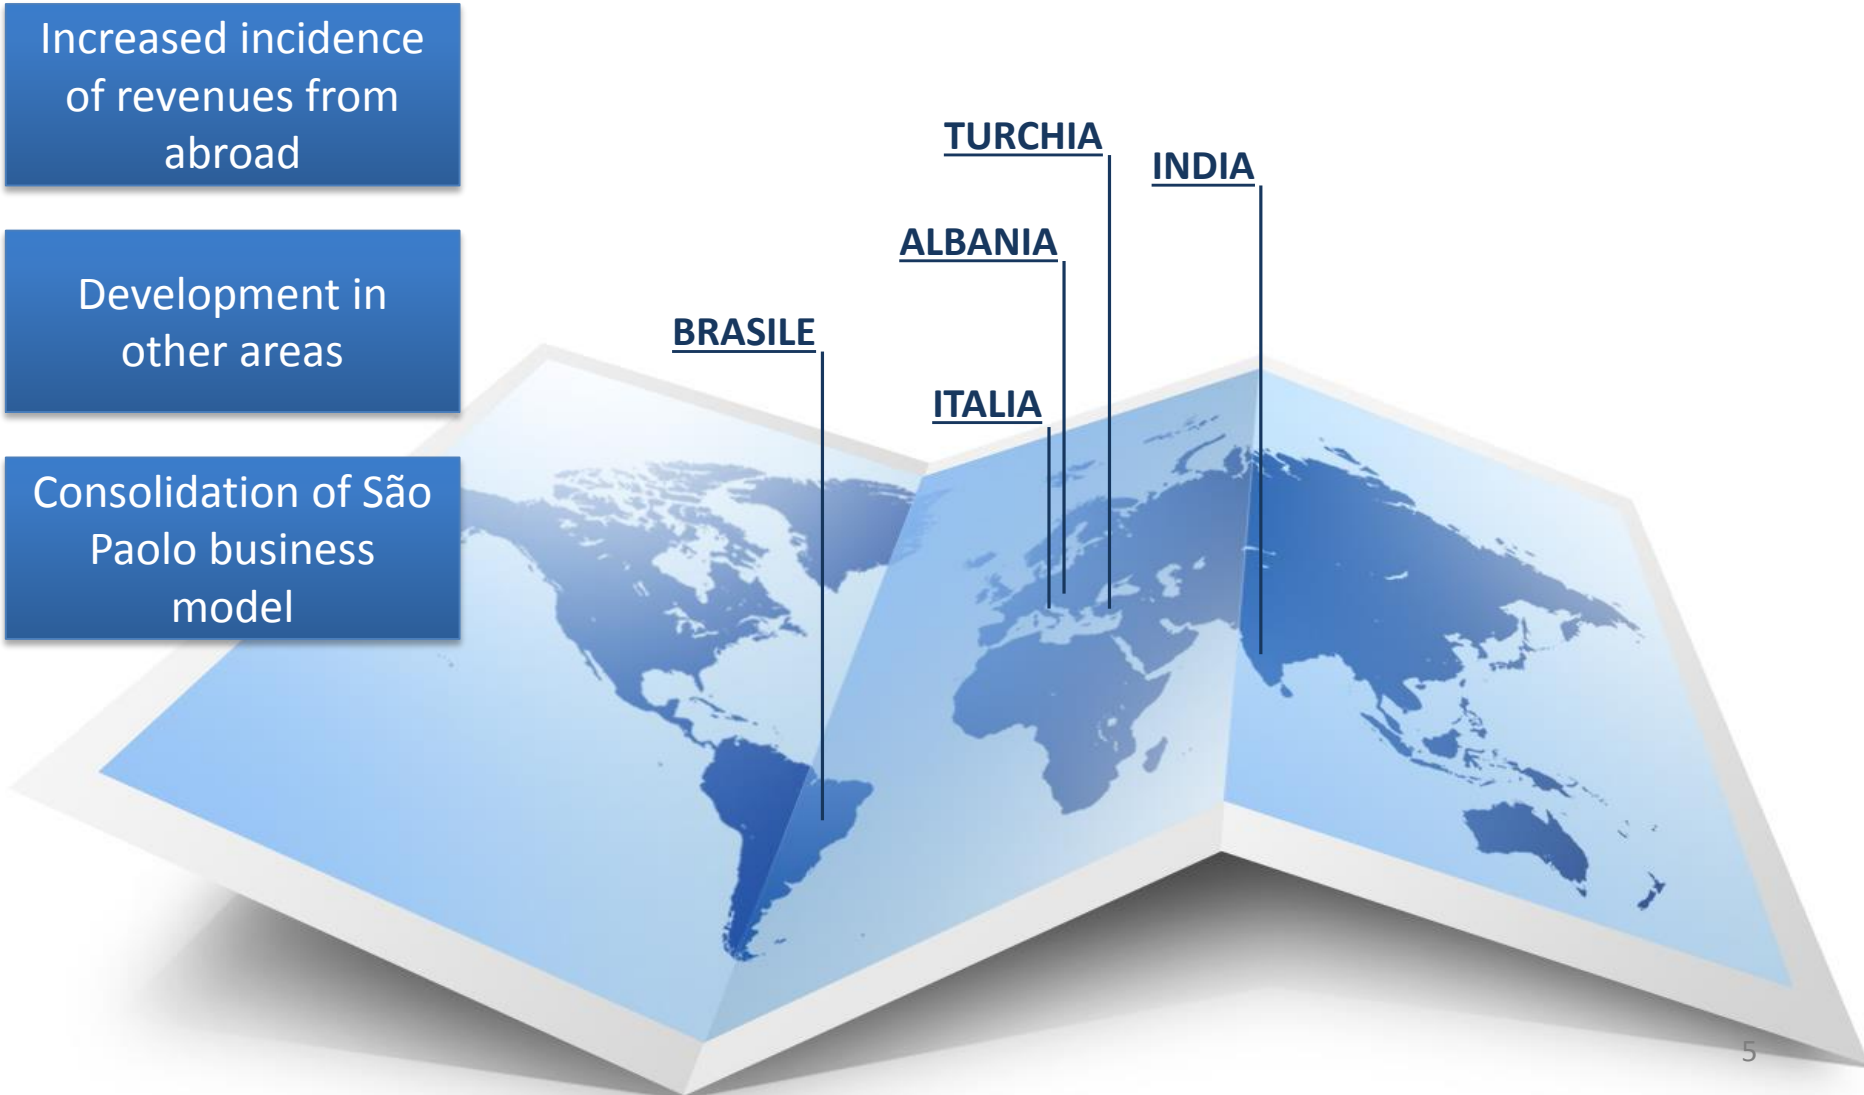 Increased incidence
of revenues from
abroad
Development in
other areas
Consolidation of São
Paolo business
model
TURCHIA
INDIA
ALBANIA
BRASILE
ITALIA
5